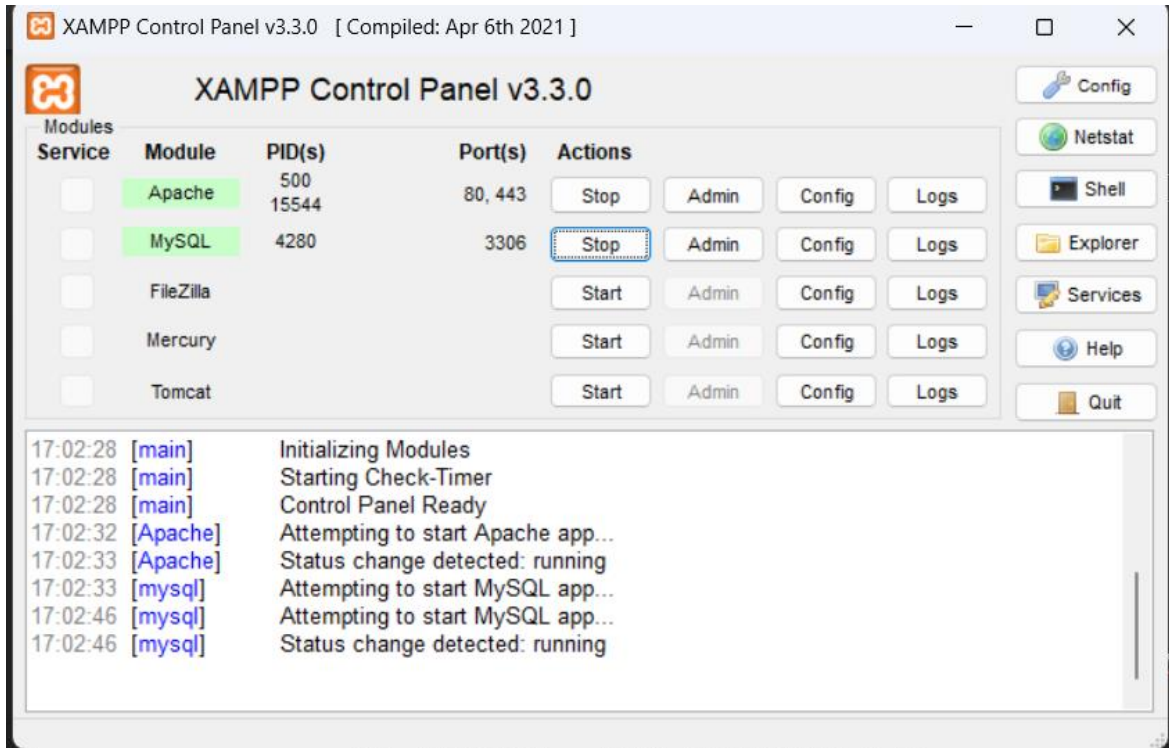 XAMPP Control Panel v3.3.0 [ Compiled: Apr 6th 2021 ]
XAMPP Control Panel v3.3.0
Config
Modules
Netstat
Service Module PID(s) Port(s) Actions
Apache 500 15544 80, 443 Stop Admin Config Logs
Shell
MySQL 4280 3306 Stop Admin Config Logs
Explorer
FileZilla Start Admin Config Logs
Services
Mercury Start Admin Config Logs
Help
Tomcat Start Admin Config Logs
Quit
17:02:28 [main] Initializing Modules
17:02:28 [main] Starting Check-Timer
17:02:28 [main] Control Panel Ready
17:02:32 [Apache] Attempting to start Apache app...
17:02:33 [Apache] Status change detected: running
17:02:33 [mysql] Attempting to start MySQL app...
17:02:46 [mysql] Attempting to start MySQL app...
17:02:46 [mysql] Status change detected: running